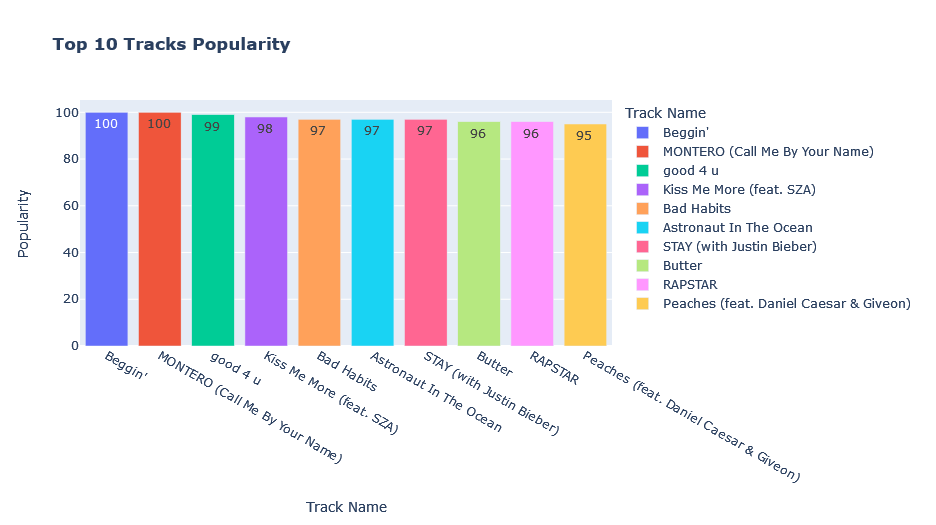 Top 10 Tracks Popularity
100
80
60
40
20
0
Popularity
100
100
99
98
97
97
97
96
96
95
Beggin'
MONTERO (Call Me By Your Name)
good 4 u
Kiss Me More (feat. SZA)
Bad Habits
Astronaut In The Ocean
STAY (with Justin Bieber)
Butter
RAPSTAR
Peaches (feat. Daniel Caesar & Giveon)
Track Name
Track Name
Beggin'
MONTERO (Call Me By Your Name)
good 4 u
Kiss Me More (feat. SZA)
Bad Habits
Astronaut In The Ocean
STAY (with Justin Bieber)
Butter
RAPSTAR
Peaches (feat. Daniel Caesar & Giveon)